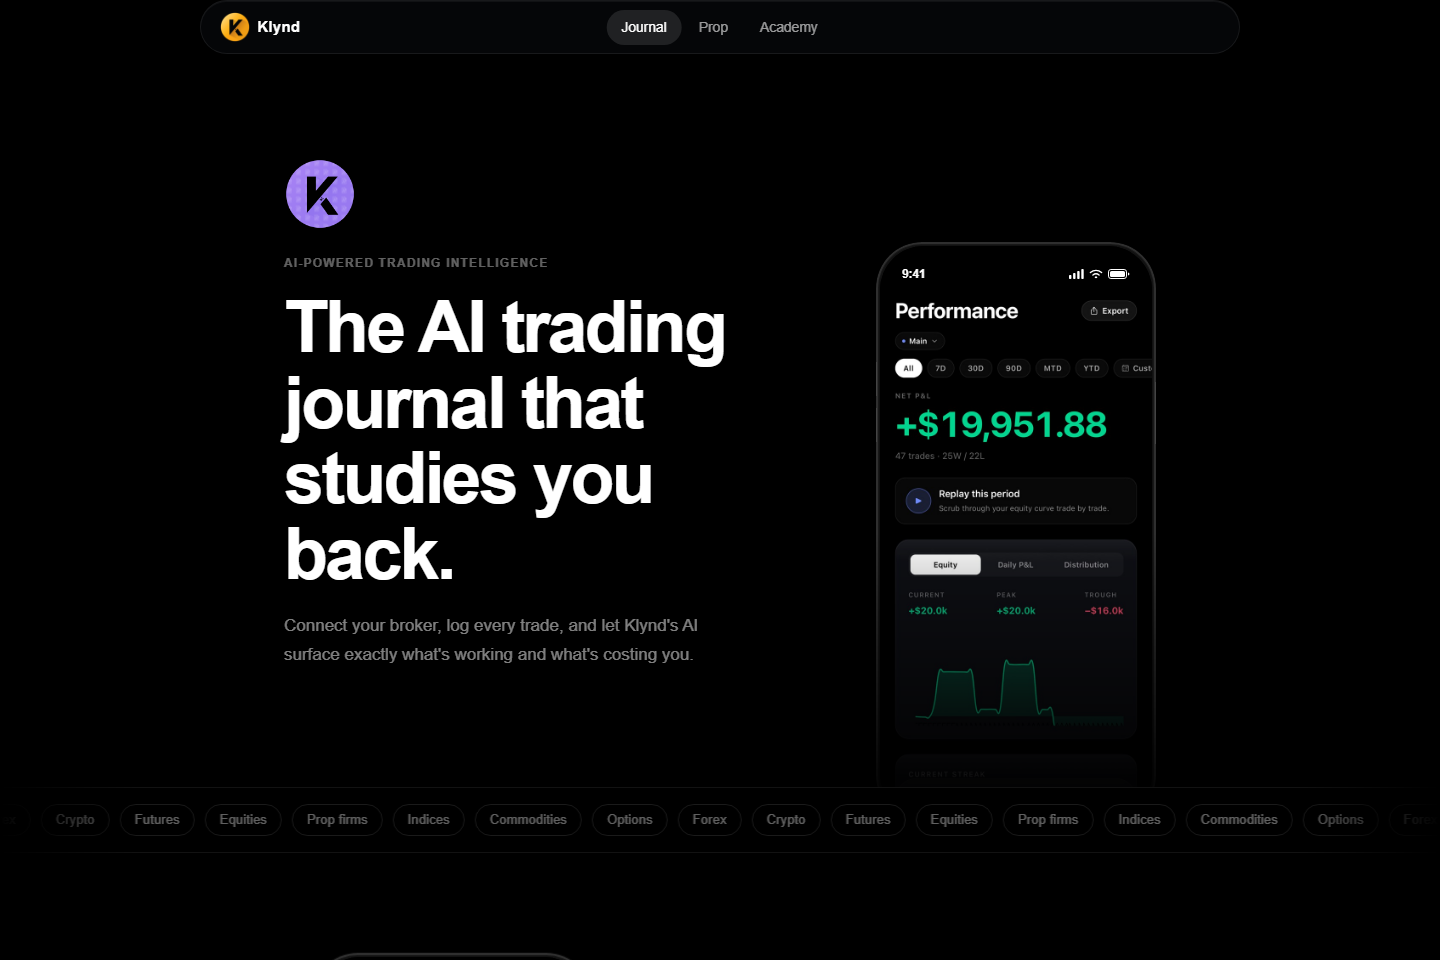 Klynd
Journal
Prop
Academy
AI-POWERED TRADING INTELLIGENCE
The AI trading
journal that
studies you
back.
Connect your broker, log every trade, and let Klynd's AI
surface exactly what's working and what's costing you.
9:41
Performance
Export
Main
All
7D
30D
90D
MTD
YTD
Custo
NET P&L
+$19,951.88
47 trades · 25W / 22L
Replay this period
Scrub through your equity curve trade by trade.
Equity
Daily P&L
Distribution
CURRENT
PEAK
TROUGH
+$20.0k
+$20.0k
−$16.0k
CURRENT STREAK
Crypto
Futures
Equities
Prop firms
Indices
Commodities
Options
Forex
Crypto
Futures
Equities
Prop firms
Indices
Commodities
Options
Forex